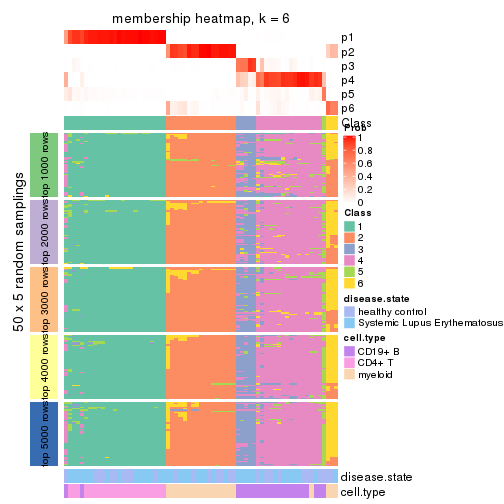 membership heatmap, k = 6
p1
p2
p3
p4
p5
p6
Class
Prob
1
0.8
0.6
0.4
0.2
0
Class
1
2
3
4
5
6
disease.state
healthy control
Systemic Lupus Erythematosus
cell.type
CD19+ B
CD4+ T
myeloid
50 x 5 random samplings
top 1000 rows
top 2000 rows
top 3000 rows
top 4000 rows
top 5000 rows
disease.state
cell.type